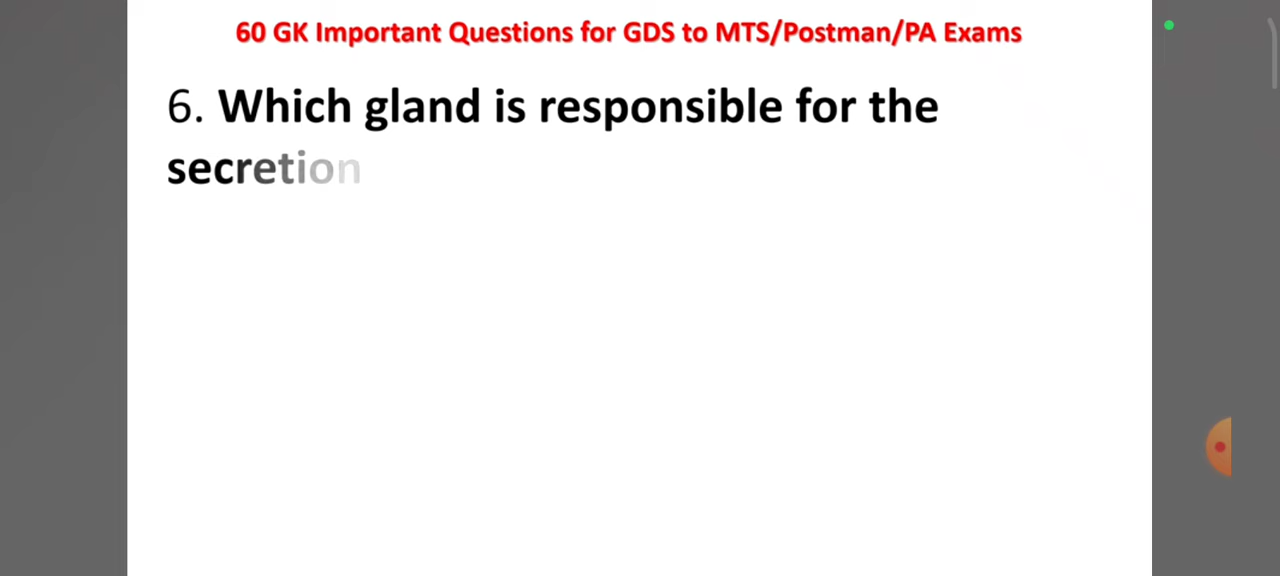 60 GK Important Questions for GDS to MTS/Postman/PA Exams
6. Which gland is responsible for the
secretion